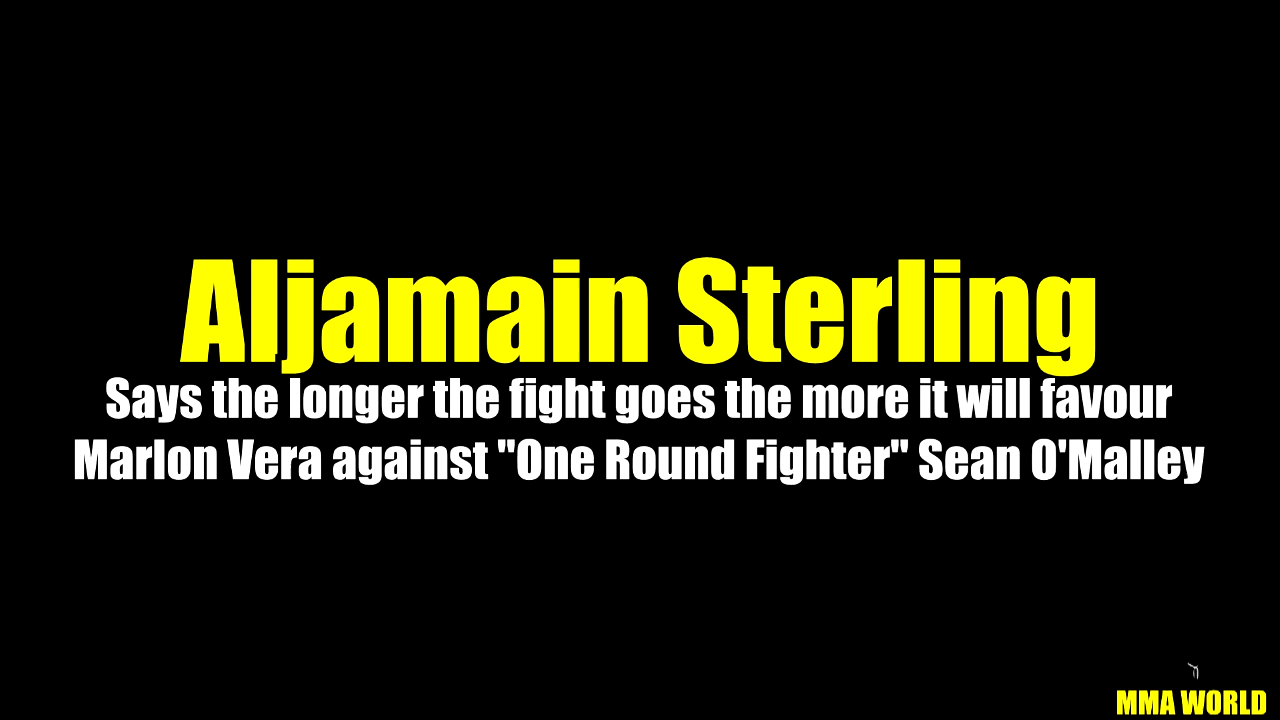 Aljamain Sterling
Says the longer the fight goes the more it will favour
Marlon Vera against "One Round Fighter" Sean O'Malley
MMA WORLD